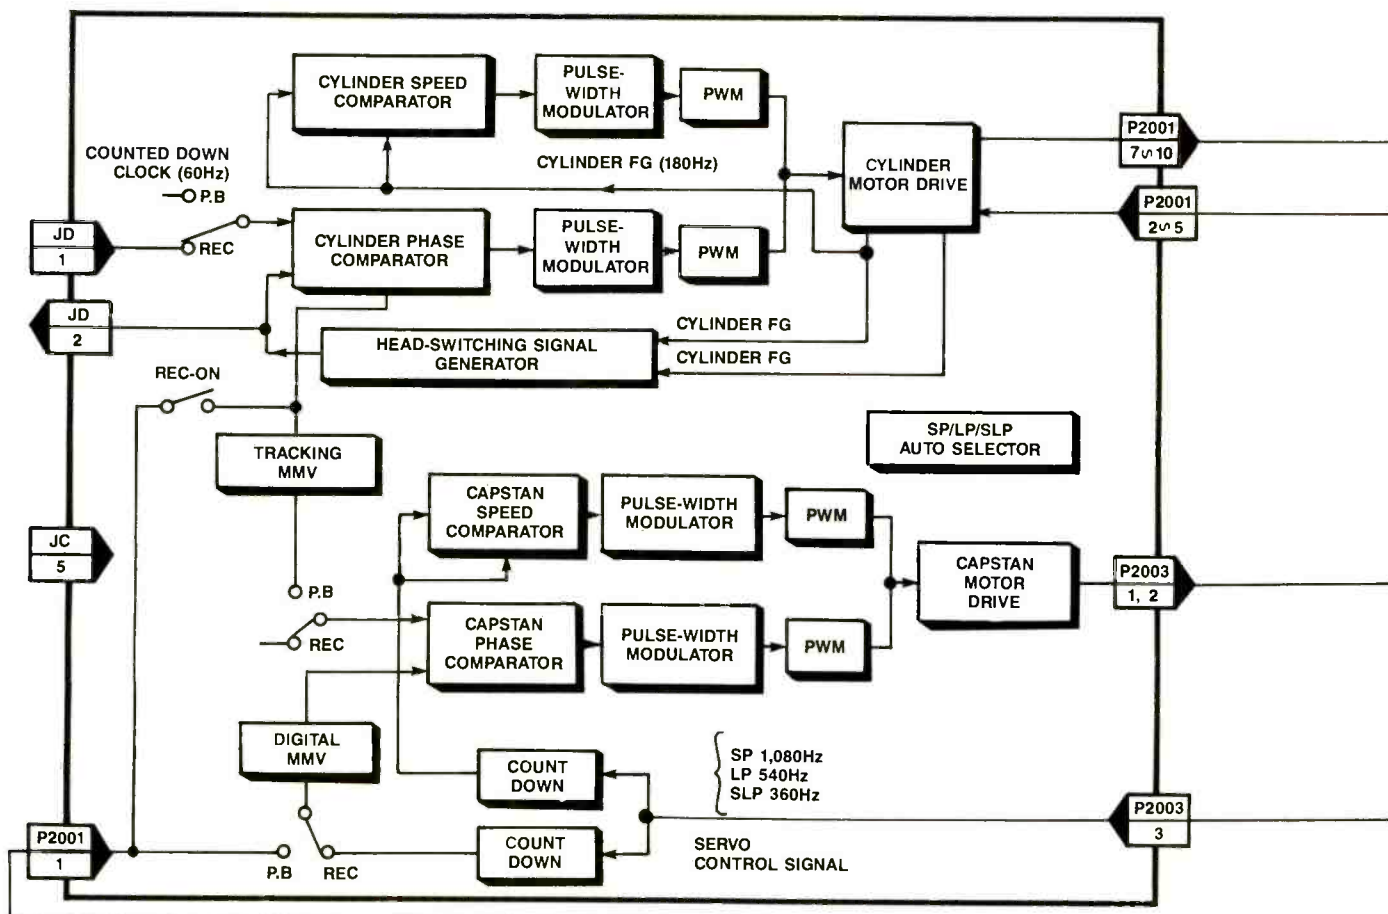 CYLINDER SPEED
COMPARATOR
PULSE-
WIDTH
MODULATOR
PWM
P2001
7∽10
COUNTED DOWN
CLOCK (60Hz)
CYLINDER FG (180Hz)
CYLINDER
MOTOR DRIVE
P.B
P2001
2∽5
JD
1
REC
CYLINDER PHASE
COMPARATOR
PULSE-
WIDTH
MODULATOR
PWM
JD
2
CYLINDER FG
HEAD-SWITCHING SIGNAL
GENERATOR
CYLINDER FG
REC-ON
SP/LP/SLP
AUTO SELECTOR
TRACKING
MMV
CAPSTAN
SPEED
COMPARATOR
PULSE-WIDTH
MODULATOR
PWM
JC
5
CAPSTAN
MOTOR
DRIVE
P2003
1, 2
P.B
REC
CAPSTAN
PHASE
COMPARATOR
PULSE-WIDTH
MODULATOR
PWM
DIGITAL
MMV
COUNT
DOWN
SP 1,080Hz
LP 540Hz
SLP 360Hz
P2003
3
P2001
1
P.B
REC
COUNT
DOWN
SERVO
CONTROL SIGNAL